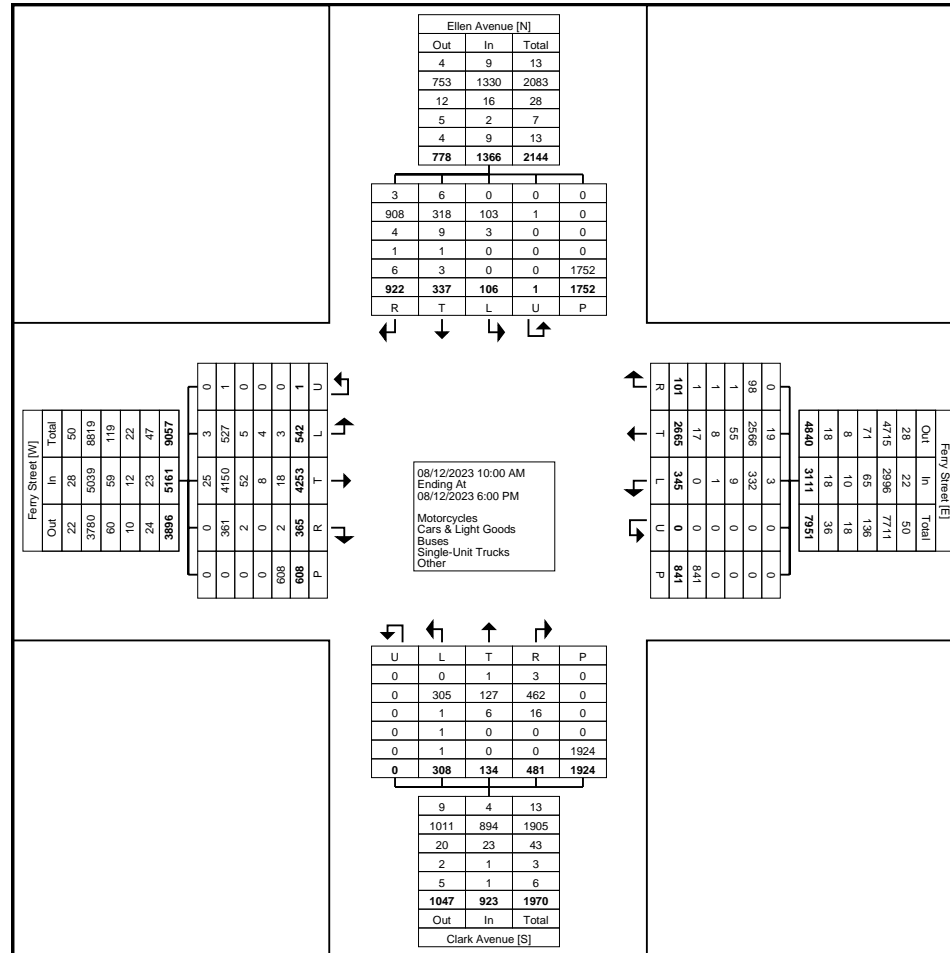 Ellen Avenue [N]
Out In Total
4 9 13
753 1330 2083
12 16 28
5 2 7
4 9 13
778 1366 2144
3 6 0 0 0
908 318 103 1 0
4 9 3 0 0
1 1 0 0 0
6 3 0 0 1752
922 337 106 1 1752
R T L U P
U L T R P
1 542 4253 365 608
0 3 18 2 608
0 4 8 0 0
0 5 52 2 0
1 527 4150 361 0
0 3 25 0 0
9057 5161 3896
47 23 24
22 12 10
119 59 60
8819 5039 3780
50 28 22
Total In Out
Ferry Street [W]
08/12/2023 10:00 AM
Ending At
08/12/2023 6:00 PM
Motorcycles
Cars & Light Goods
Buses
Single-Unit Trucks
Other
Ferry Street [E]
Out In Total
28 22 50
4715 2996 7711
71 65 136
8 10 18
18 18 36
4840 3111 7951
0 19 3 0 0
98 2566 332 0 0
1 55 9 0 0
1 8 1 0 0
1 17 0 0 841
101 2665 345 0 841
R T L U P
U L T R P
0 0 1 3 0
0 305 127 462 0
0 1 6 16 0
0 1 0 0 0
0 1 0 0 1924
0 308 134 481 1924
9 4 13
1011 894 1905
20 23 43
2 1 3
5 1 6
1047 923 1970
Out In Total
Clark Avenue [S]